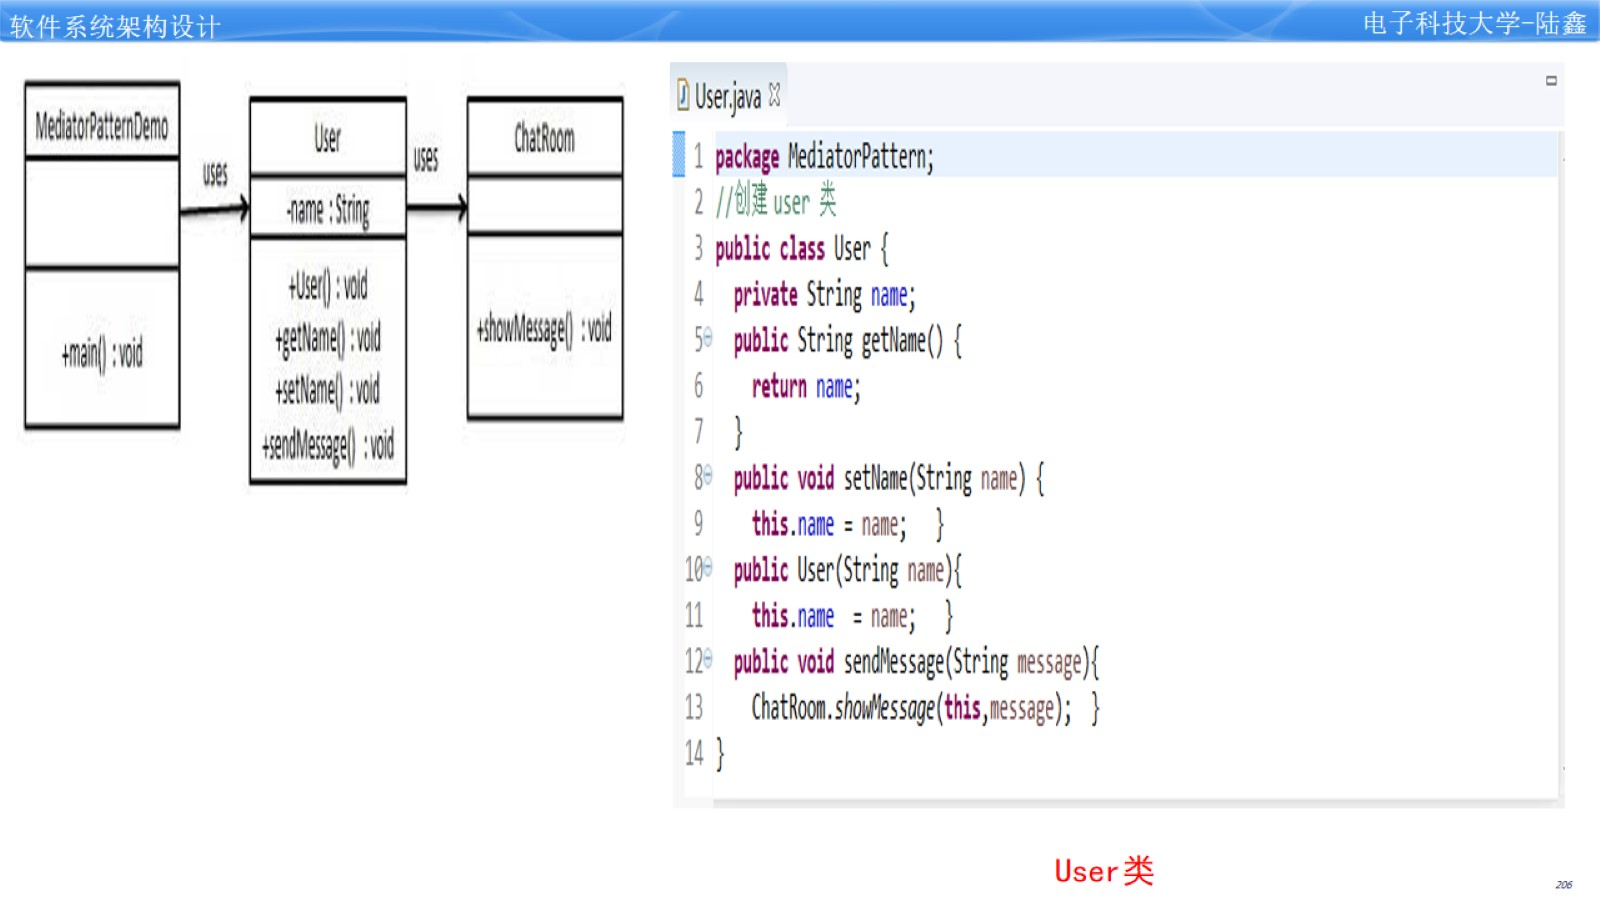 软件系统架构设计
电子科技大学-陆鑫
MediatorPatternDemo
+main() : void
uses
User
-name : String
+User() : void
+getName() : void
+setName() : void
+sendMessage() : void
uses
ChatRoom
+showMessage() : void
User.java
1 package MediatorPattern;
2 //创建 user 类
3 public class User {
4 private String name;
5 public String getName() {
6 return name;
7 }
8 public void setName(String name) {
9 this.name = name; }
10 public User(String name){
11 this.name = name; }
12 public void sendMessage(String message){
13 ChatRoom.showMessage(this,message); }
14 }
User类
206